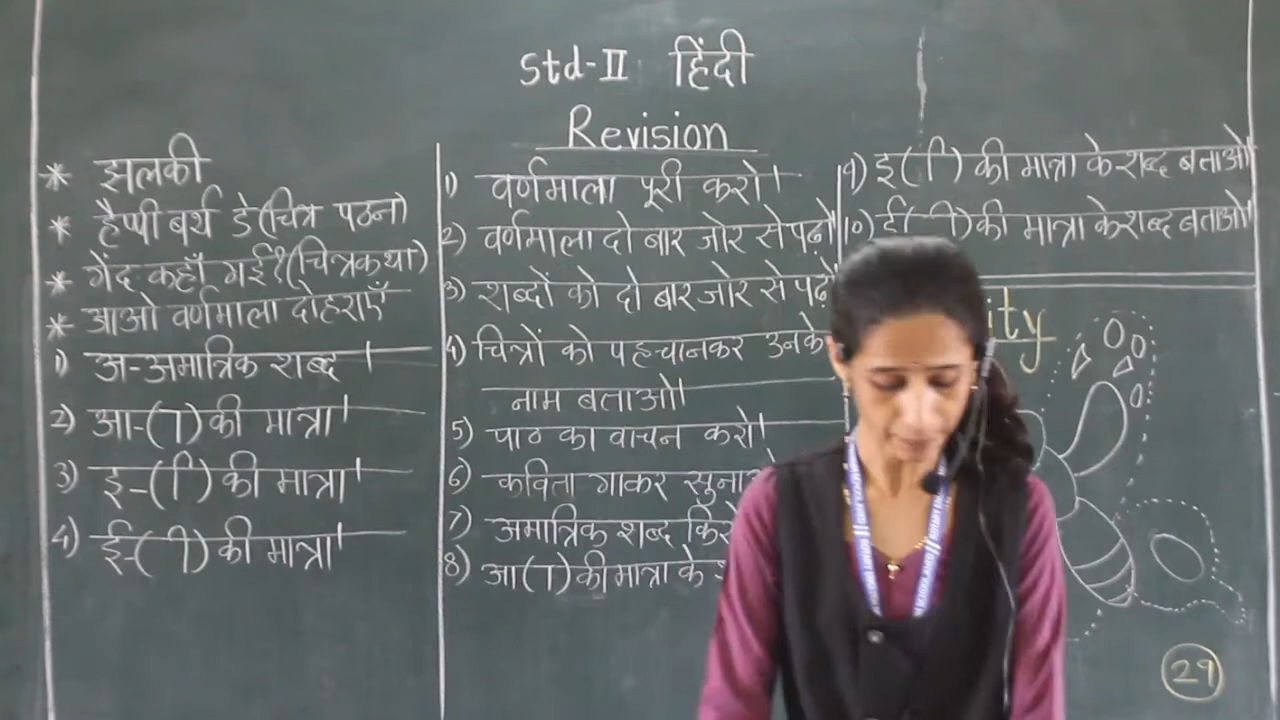 Std-II हिंदी
Revision
* झलकी
* हैप्पी बर्थ डे (चित्र पठन)
* गेंद कहाँ गई? (चित्रकथा)
* आओ वर्णमाला दोहराएँ
1) अ-अमात्रिक शब्द ।
2) आ-(ा) की मात्रा।
3) इ-(ि) की मात्रा।
4) ई-(ी) की मात्रा।
1) वर्णमाला पूरी करो।
2) वर्णमाला दो बार जोर से पढ़ो
3) शब्दों को दो बार जोर से पढ़ो
4) चित्रों को पहचानकर उनके
नाम बताओ।
5) पाठ का वाचन करो।
6) कविता गाकर
7) अमात्रिक शब्द
8) आ(ा) की मात्रा के
9) इ(ि) की मात्रा के शब्द बताओ।
10) ई(ी) की मात्रा के शब्द बताओ।
29